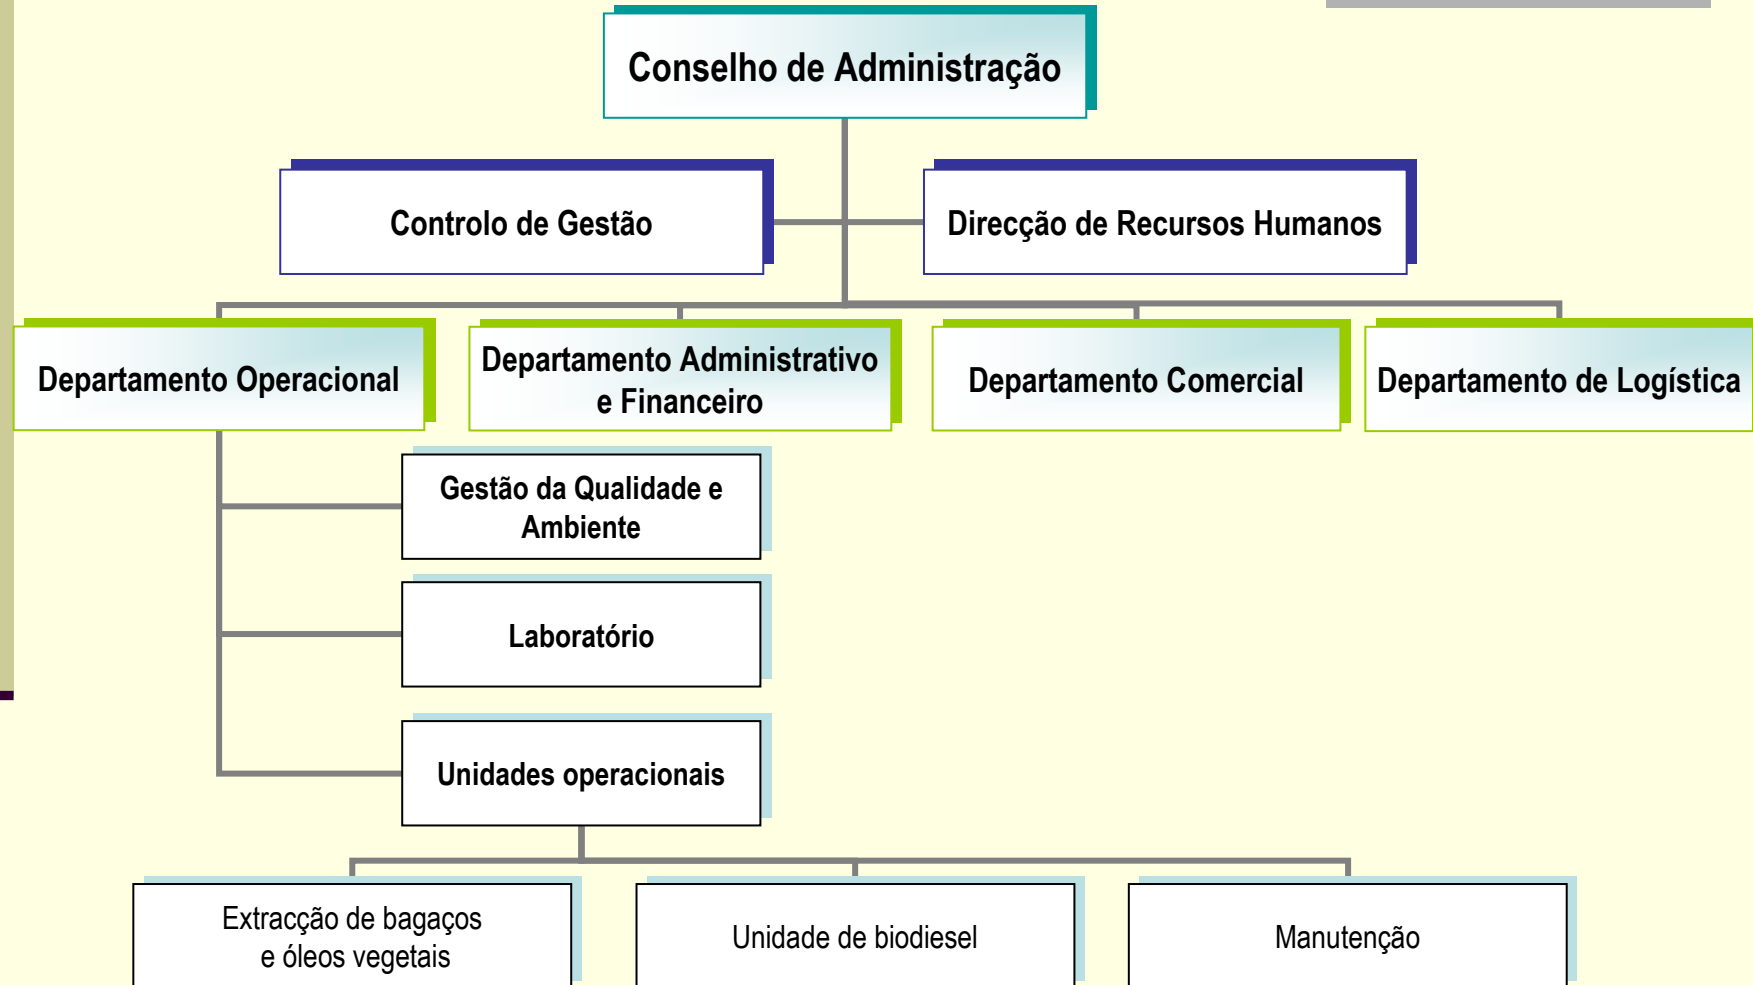 Conselho de Administração
Controlo de Gestão
Direcção de Recursos Humanos
Departamento Operacional
Departamento Administrativo
e Financeiro
Departamento Comercial
Departamento de Logística
Gestão da Qualidade e
Ambiente
Laboratório
Unidades operacionais
Extracção de bagaços
e óleos vegetais
Unidade de biodiesel
Manutenção